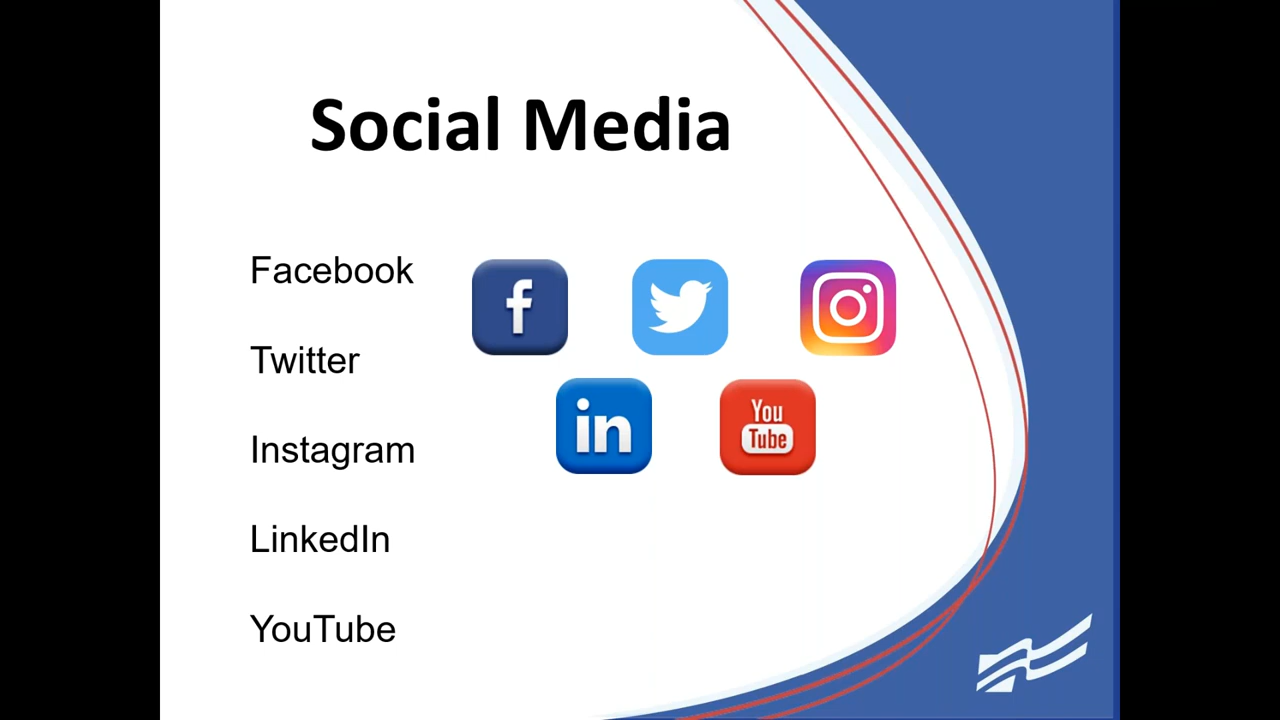 Social Media
Facebook
Twitter
Instagram
LinkedIn
YouTube
f
in
You
Tube